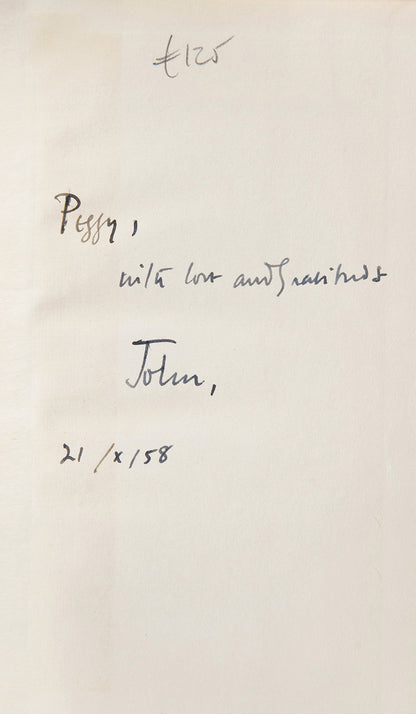 £125
Peggy,
with love and gratitude
John,
21/x/58